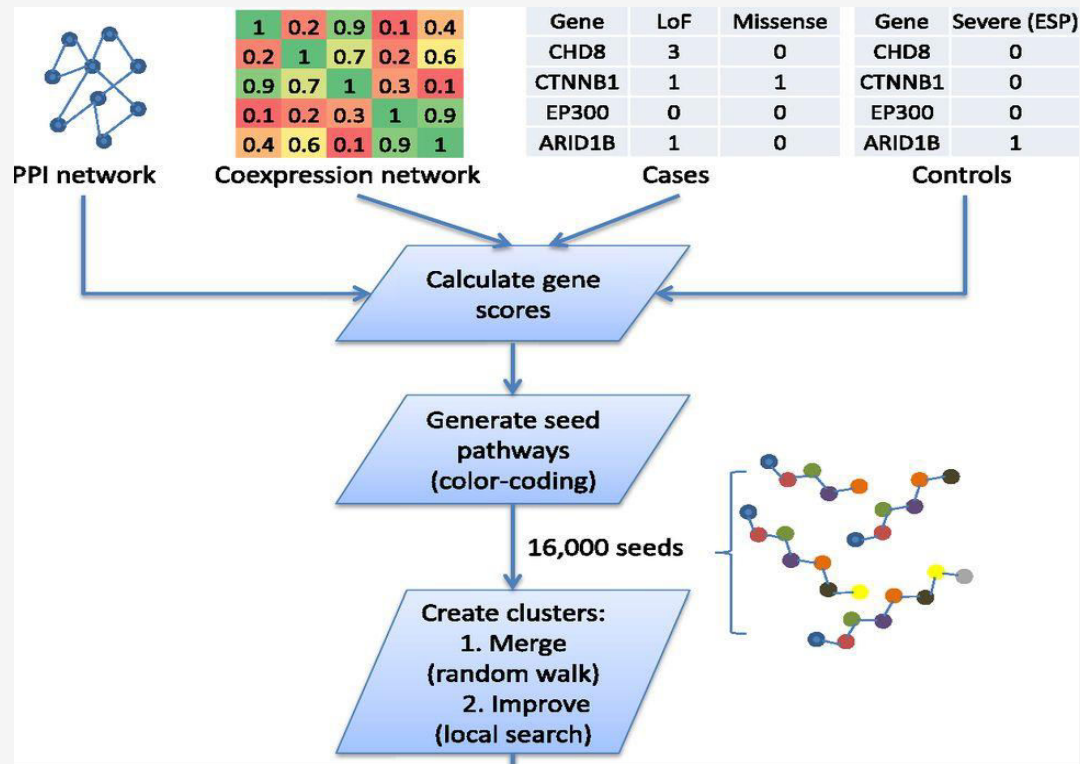 1 0.2 0.9 0.1 0.4
0.2 1 0.7 0.2 0.6
0.9 0.7 1 0.3 0.1
0.1 0.2 0.3 1 0.9
0.4 0.6 0.1 0.9 1
Gene LoF Missense
CHD8 3 0
CTNNB1 1 1
EP300 0 0
ARID1B 1 0
Gene Severe (ESP)
CHD8 0
CTNNB1 0
EP300 0
ARID1B 1
PPI network
Coexpression network
Cases
Controls
Calculate gene
scores
Generate seed
pathways
(color-coding)
16,000 seeds
Create clusters:
1. Merge
(random walk)
2. Improve
(local search)